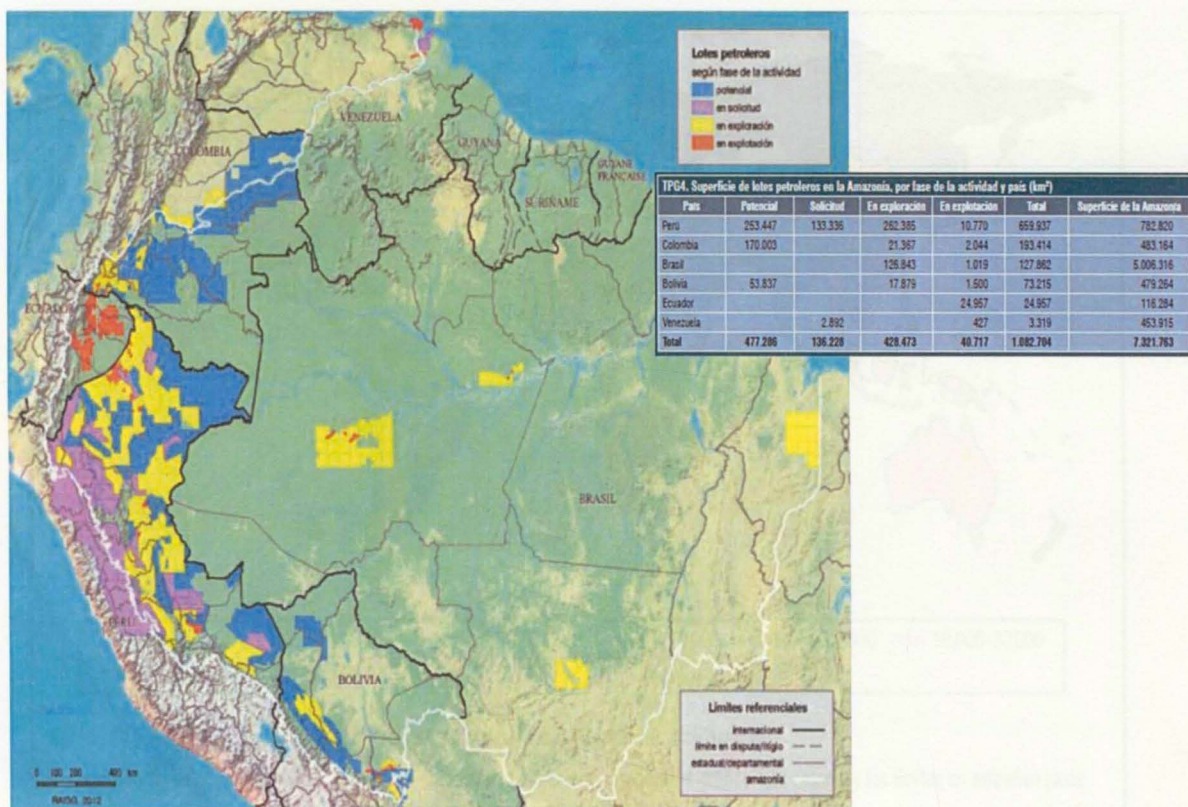 Lotes petroleros
según fase de la actividad
potencial
en solicitud
en exploración
en explotación
VENEZUELA
GUYANA
GUYANE
FRANÇAISE
SURINAME
COLOMBIA
ECUADOR
PERÚ
BRASIL
BOLIVIA
TPG4. Superficie de lotes petroleros en la Amazonía, por fase de la actividad y país (km²)
País Potencial Solicitud En exploración En explotación Total Superficie de la Amazonía
Perú 253.447 133.336 262.385 10.770 659.937 782.820
Colombia 170.003 21.367 2.044 193.414 483.164
Brasil 126.843 1.019 127.862 5.006.316
Bolivia 53.837 17.879 1.500 73.215 479.264
Ecuador 24.957 24.957 116.284
Venezuela 2.892 427 3.319 453.915
Total 477.286 136.228 428.473 40.717 1.082.704 7.321.763
Límites referenciales
internacional
límite en disputa/litigio
estadual/departamental
amazonía
0 100 200 400 km
RAISG, 2012